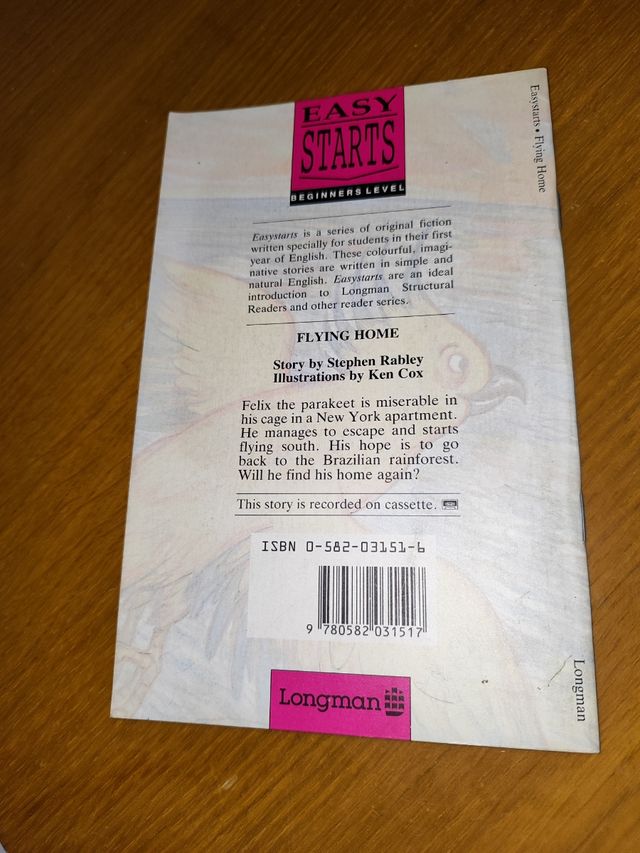 EASY
STARTS
BEGINNERS LEVEL
Easystarts is a series of original fiction
written specially for students in their first
year of English. These colourful, imagi-
native stories are written in simple and
natural English. Easystarts are an ideal
introduction to Longman Structural
Readers and other reader series.
FLYING HOME
Story by Stephen Rabley
Illustrations by Ken Cox
Felix the parakeet is miserable in
his cage in a New York apartment.
He manages to escape and starts
flying south. His hope is to go
back to the Brazilian rainforest.
Will he find his home again?
This story is recorded on cassette.
ISBN 0-582-03151-6
9 780582 031517
Longman
Easystarts • Flying Home
Longman